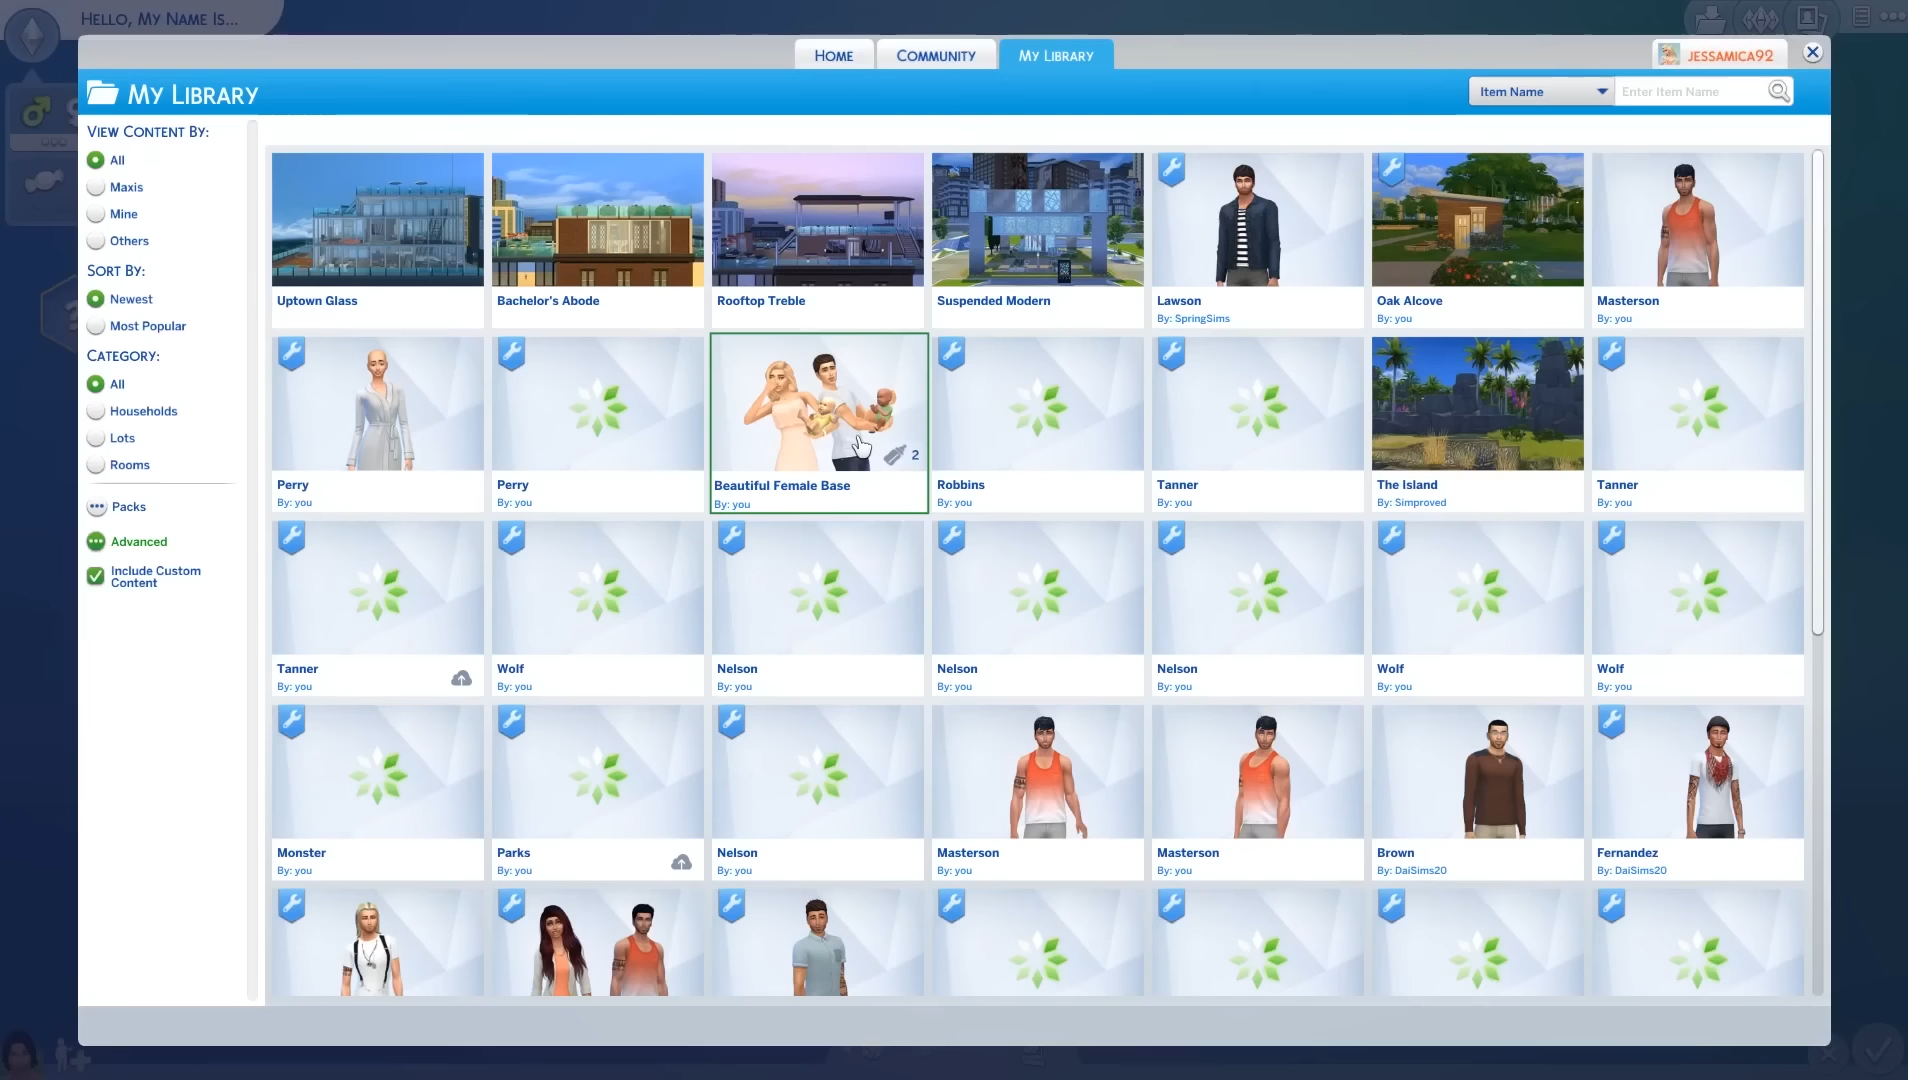 Hello, My Name Is...
Home
Community
My Library
JESSAMICA92
My Library
Item Name
Enter Item Name
View Content By:
All
Maxis
Mine
Others
Sort By:
Newest
Most Popular
Category:
All
Households
Lots
Rooms
Packs
Advanced
Include Custom
Content
Uptown Glass
Bachelor's Abode
Rooftop Treble
Suspended Modern
Lawson
By: SpringSims
Oak Alcove
By: you
Masterson
By: you
Perry
By: you
Perry
By: you
2
Beautiful Female Base
By: you
Robbins
By: you
Tanner
By: you
The Island
By: Simproved
Tanner
By: you
Tanner
By: you
Wolf
By: you
Nelson
By: you
Nelson
By: you
Nelson
By: you
Wolf
By: you
Wolf
By: you
Monster
By: you
Parks
By: you
Nelson
By: you
Masterson
By: you
Masterson
By: you
Brown
By: DaiSims20
Fernandez
By: DaiSims20